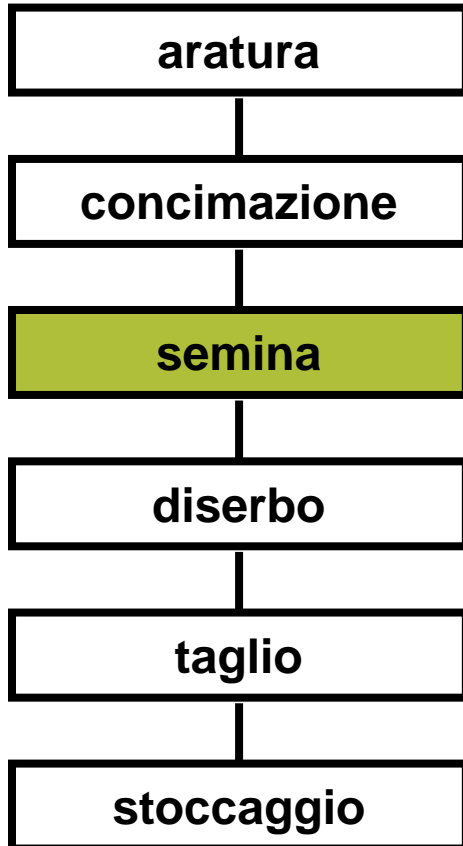 aratura
concimazione
semina
diserbo
taglio
stoccaggio